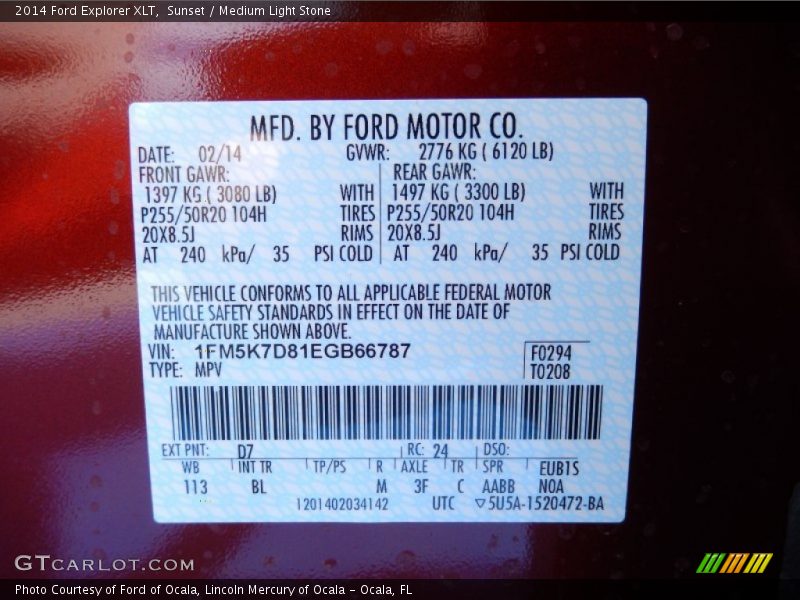 2014 Ford Explorer XLT,  Sunset / Medium Light Stone
MFD. BY FORD MOTOR CO.
DATE: 02/14 GVWR: 2776 KG ( 6120 LB)
FRONT GAWR: REAR GAWR:
1397 KG ( 3080 LB) WITH 1497 KG ( 3300 LB) WITH
P255/50R20 104H TIRES P255/50R20 104H TIRES
20X8.5J RIMS 20X8.5J RIMS
AT 240 kPa/ 35 PSI COLD AT 240 kPa/ 35 PSI COLD
THIS VEHICLE CONFORMS TO ALL APPLICABLE FEDERAL MOTOR
VEHICLE SAFETY STANDARDS IN EFFECT ON THE DATE OF
MANUFACTURE SHOWN ABOVE.
VIN: 1FM5K7D81EGB66787 F0294
TYPE: MPV T0208
EXT PNT: D7 RC: 24 DSO:
WB INT TR TP/PS R AXLE TR SPR EUB1S
113 BL M 3F C AABB NOA
1201402034142 UTC ▽5U5A-1520472-BA
GTCARLOT.COM
Photo Courtesy of Ford of Ocala, Lincoln Mercury of Ocala - Ocala, FL